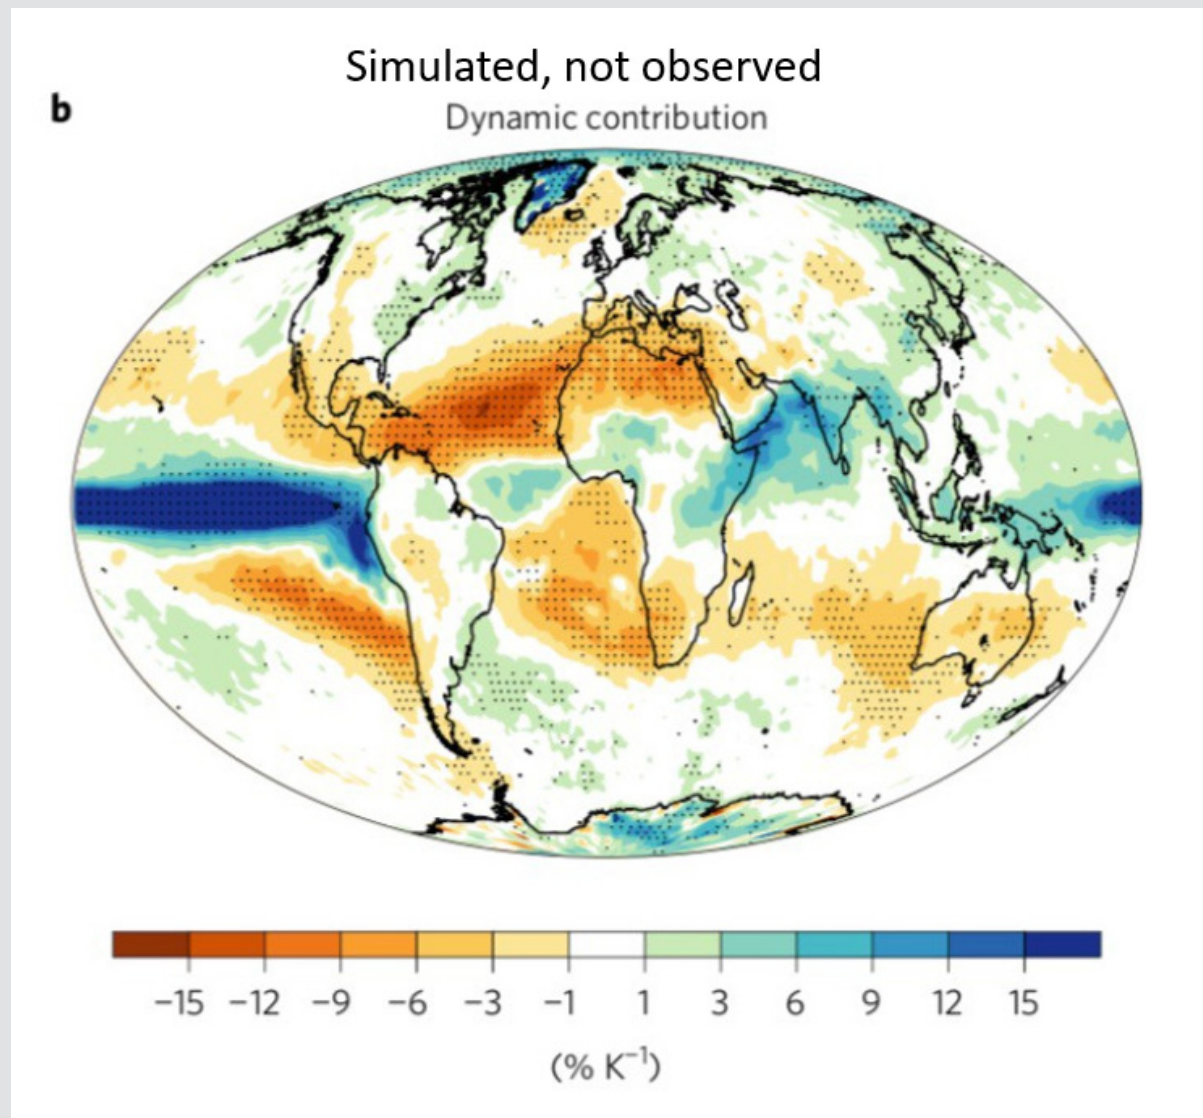 Simulated, not observed
b
Dynamic contribution
−15 −12 −9 −6 −3 −1 1 3 6 9 12 15
(% K⁻¹)